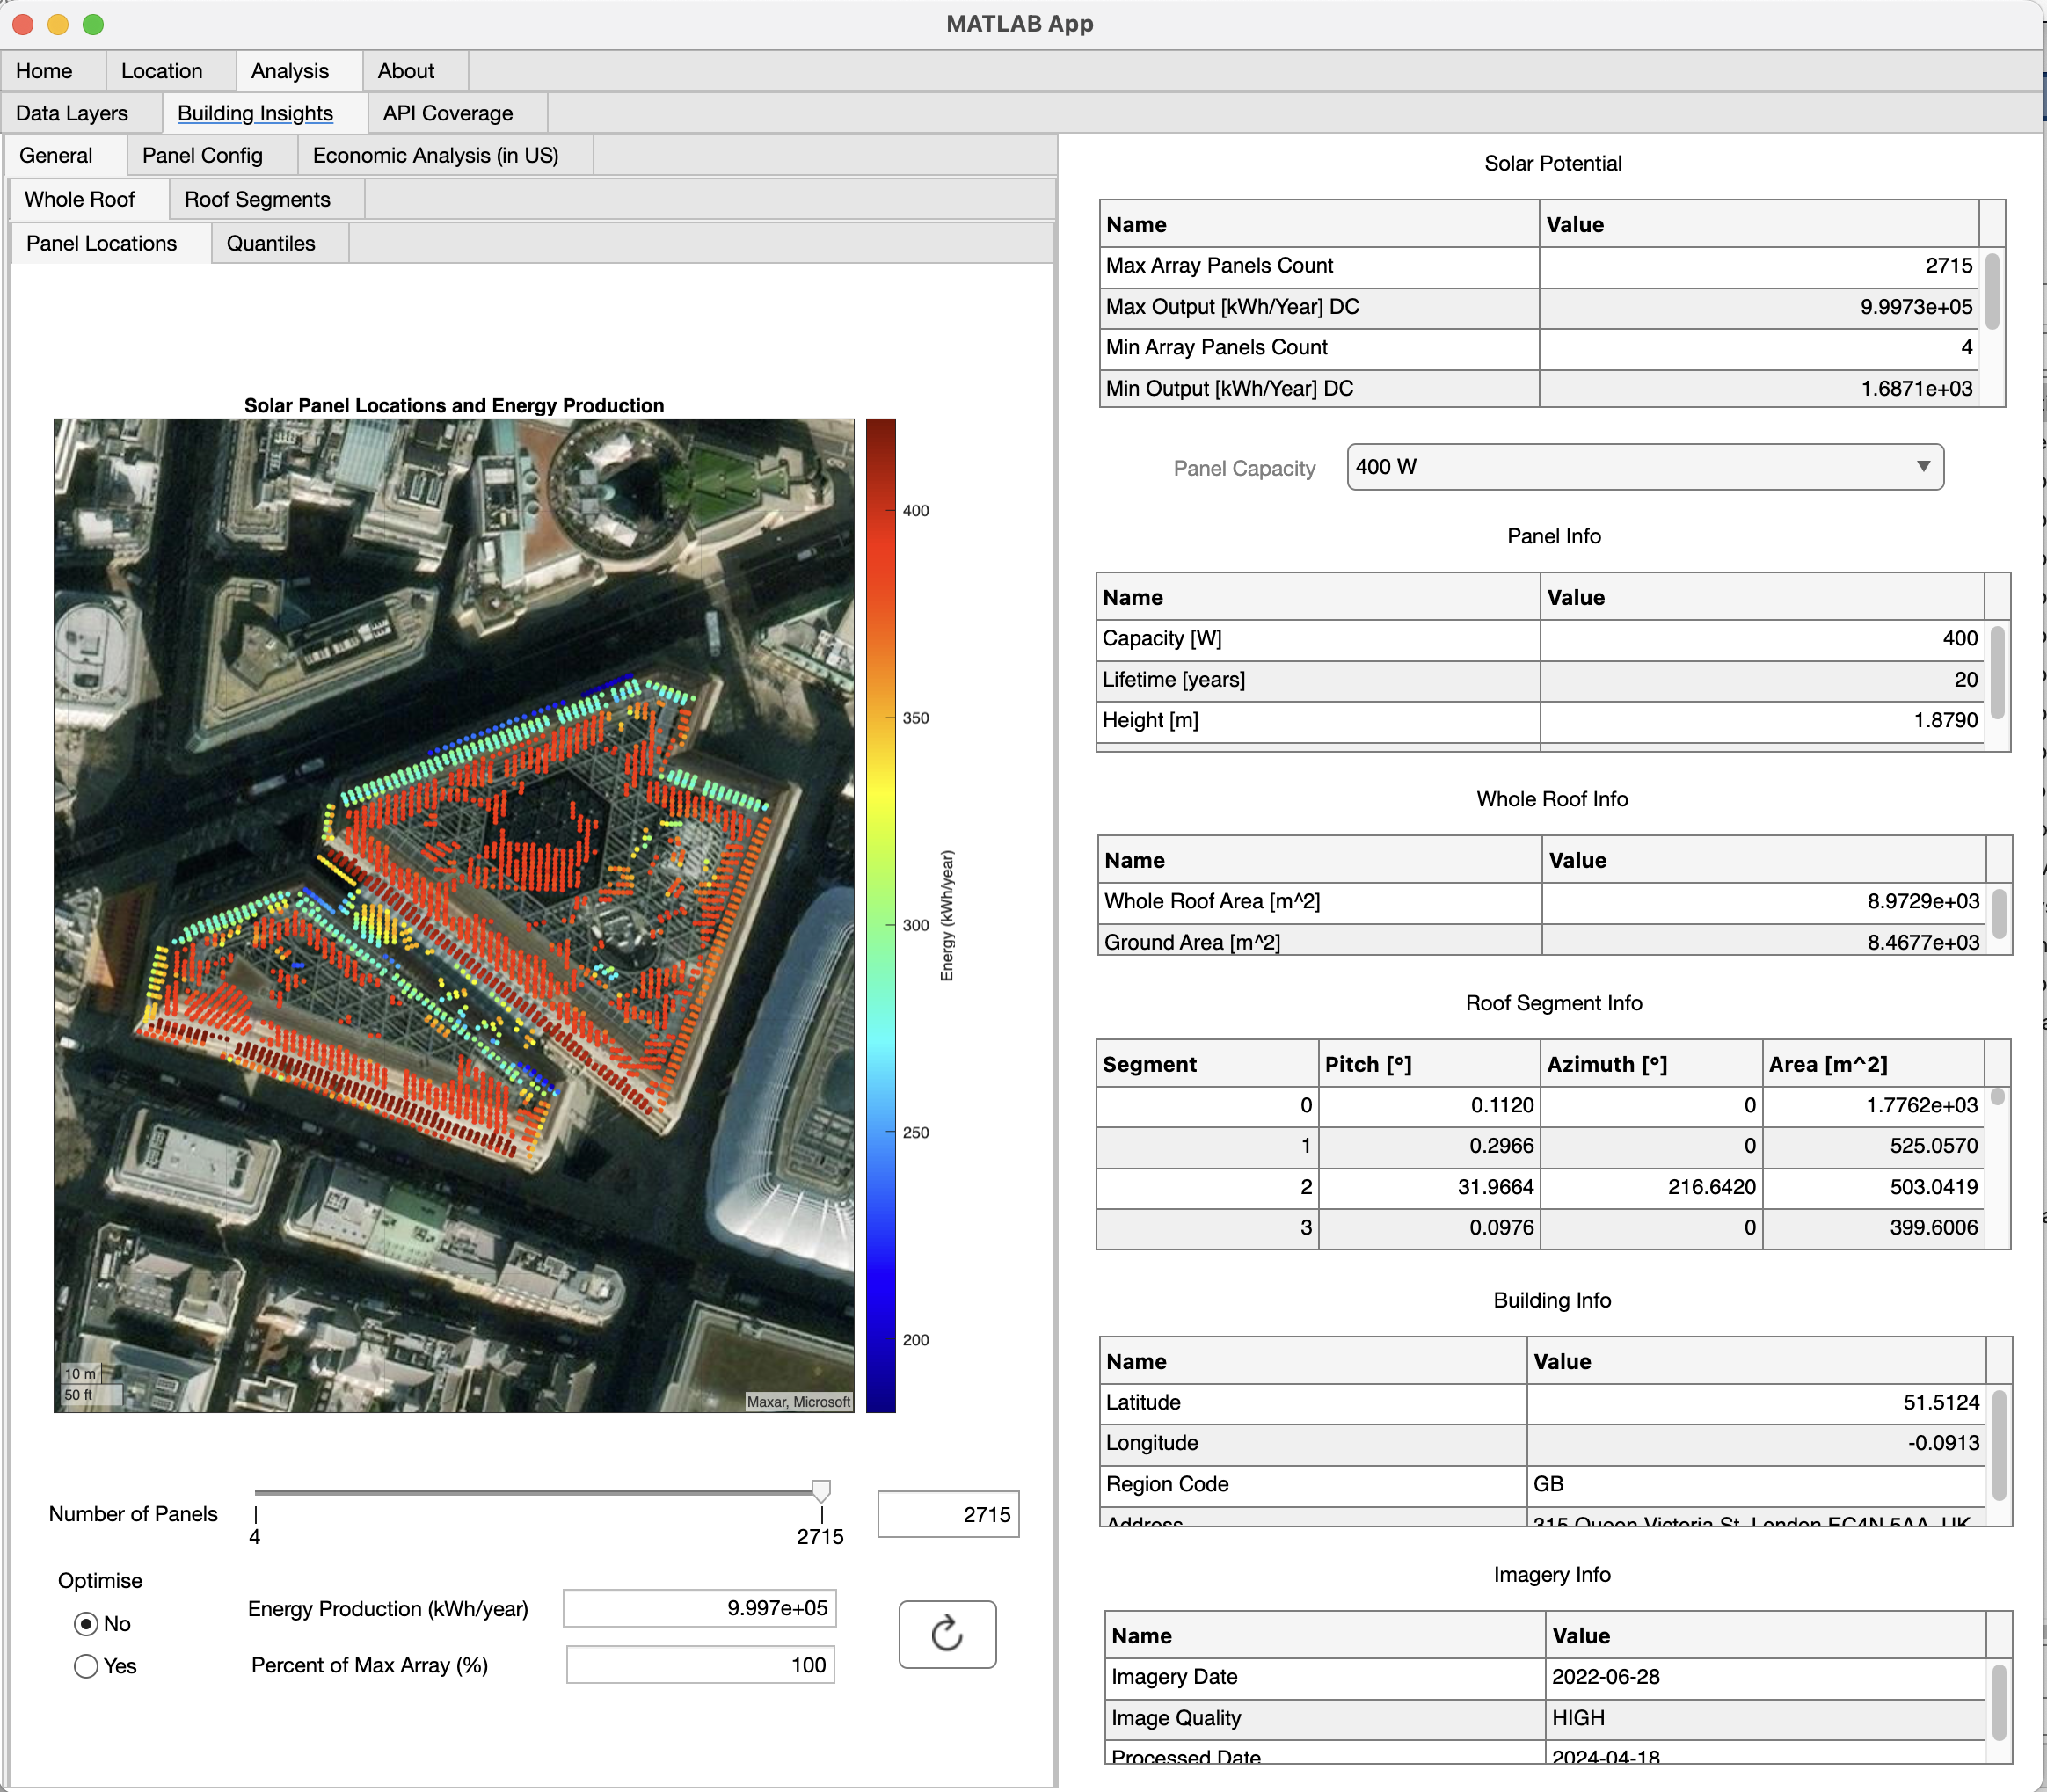 MATLAB App
Home Location Analysis About
Data Layers Building Insights API Coverage
General Panel Config Economic Analysis (in US)
Whole Roof Roof Segments
Panel Locations Quantiles
Solar Panel Locations and Energy Production
400
350
300
250
200
Energy (kWh/year)
10 m
50 ft
Maxar, Microsoft
Number of Panels
4
2715
2715
Optimise
No
Yes
Energy Production (kWh/year) 9.997e+05
Percent of Max Array (%) 100
Solar Potential
Name Value
Max Array Panels Count 2715
Max Output [kWh/Year] DC 9.9973e+05
Min Array Panels Count 4
Min Output [kWh/Year] DC 1.6871e+03
Panel Capacity 400 W
Panel Info
Name Value
Capacity [W] 400
Lifetime [years] 20
Height [m] 1.8790
Whole Roof Info
Name Value
Whole Roof Area [m^2] 8.9729e+03
Ground Area [m^2] 8.4677e+03
Roof Segment Info
Segment Pitch [º] Azimuth [º] Area [m^2]
0 0.1120 0 1.7762e+03
1 0.2966 0 525.0570
2 31.9664 216.6420 503.0419
3 0.0976 0 399.6006
Building Info
Name Value
Latitude 51.5124
Longitude -0.0913
Region Code GB
Address 315 Queen Victoria St, London EC4N 5AA, UK
Imagery Info
Name Value
Imagery Date 2022-06-28
Image Quality HIGH
Processed Date 2024-04-18